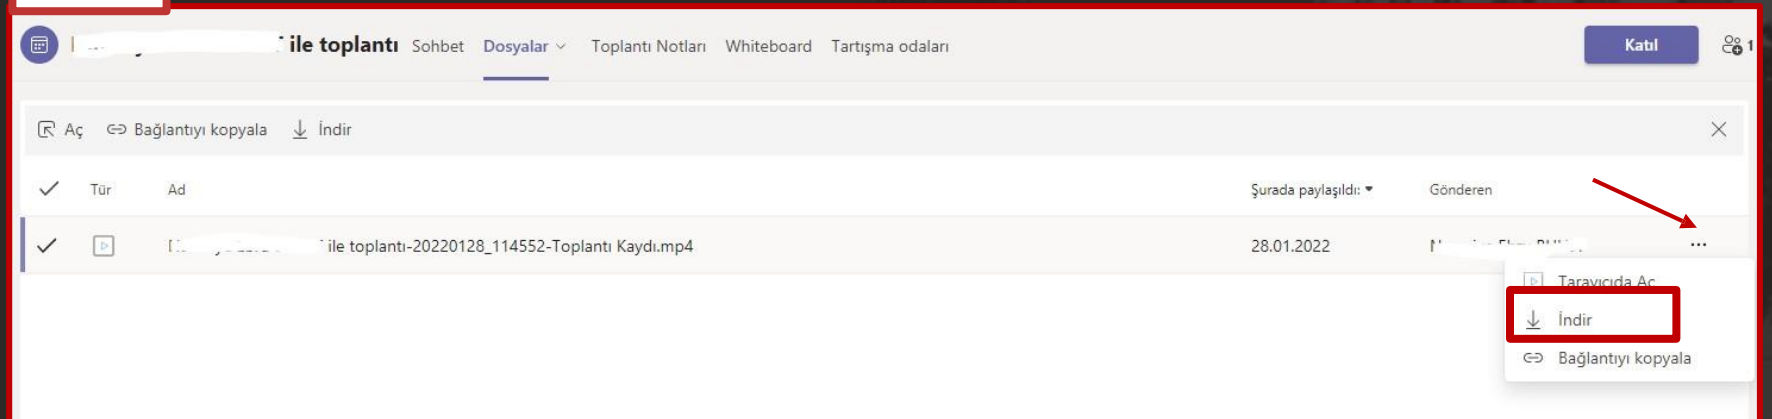 ile toplantı Sohbet Dosyalar Toplantı Notları Whiteboard Tartışma odaları Katıl 1
Aç Bağlantıyı kopyala İndir
Tür Ad Şurada paylaşıldı: Gönderen
ile toplantı-20220128_114552-Toplantı Kaydı.mp4 28.01.2022
Tarayıcıda Aç
İndir
Bağlantıyı kopyala